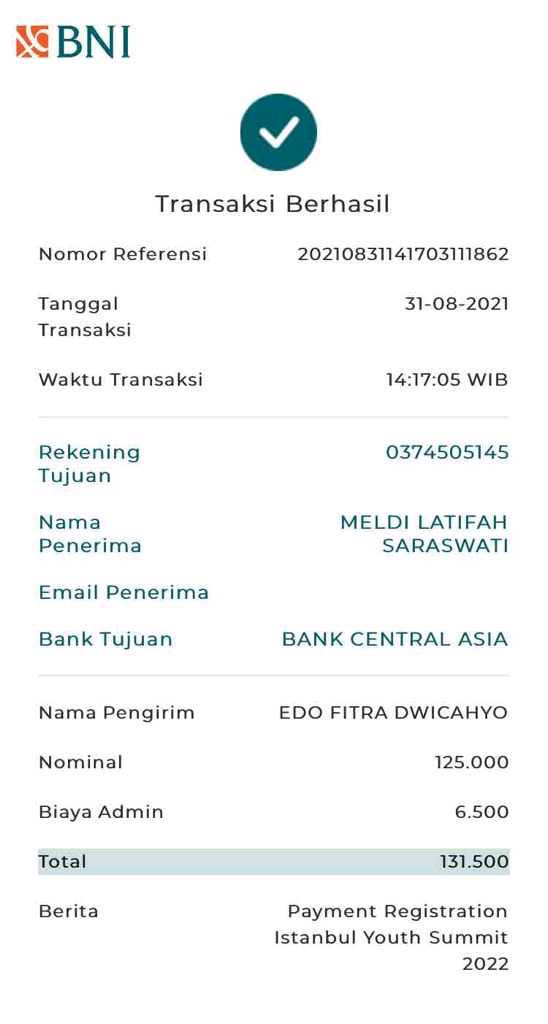 BNI
Transaksi Berhasil
Nomor Referensi 20210831141703111862
Tanggal Transaksi 31-08-2021
Waktu Transaksi 14:17:05 WIB
Rekening Tujuan 0374505145
Nama Penerima MELDI LATIFAH SARASWATI
Email Penerima
Bank Tujuan BANK CENTRAL ASIA
Nama Pengirim EDO FITRA DWICAHYO
Nominal 125.000
Biaya Admin 6.500
Total 131.500
Berita Payment Registration
Istanbul Youth Summit
2022